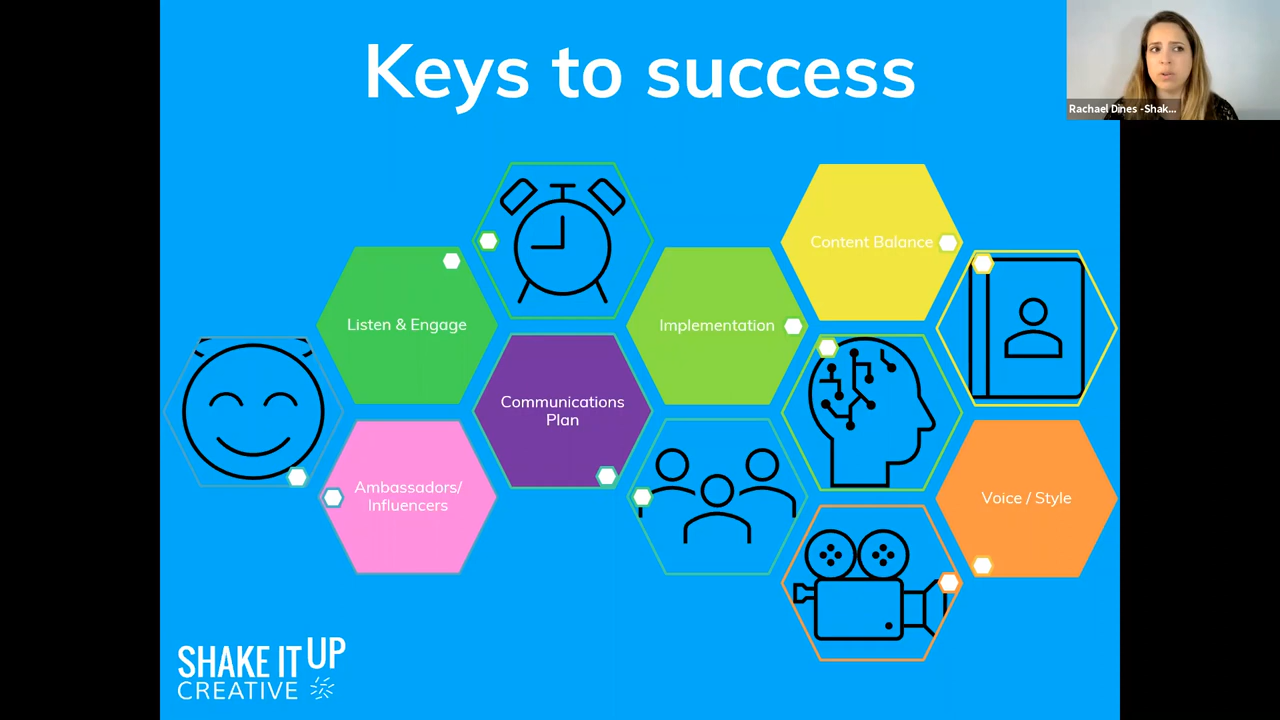 Keys to success
Rachael Dines -Shak...
Content Balance
Listen & Engage
Implementation
Communications
Plan
Ambassadors/
Influencers
Voice / Style
SHAKE IT UP
CREATIVE